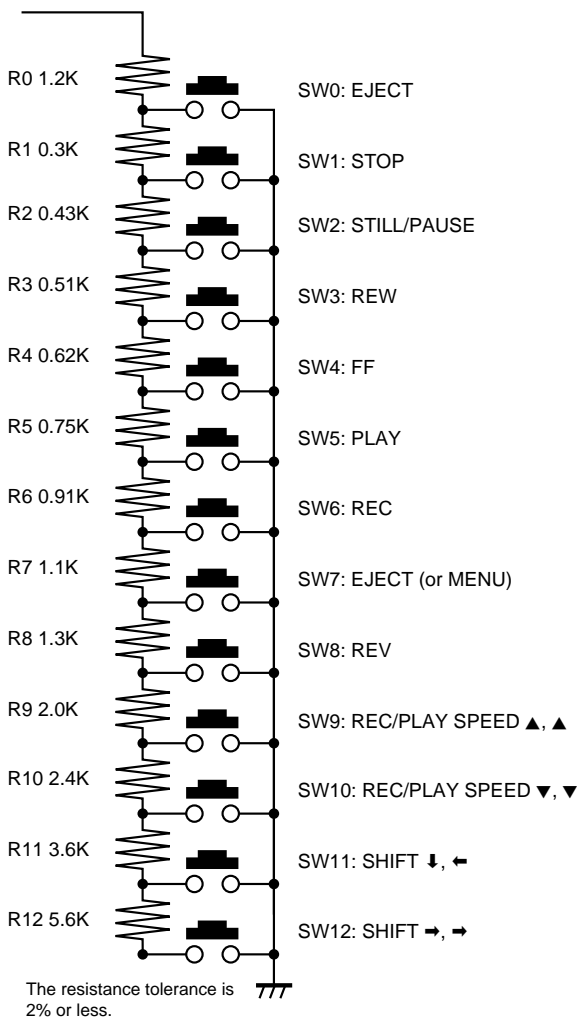 R0 1.2K
SW0: EJECT
R1 0.3K
SW1: STOP
R2 0.43K
SW2: STILL/PAUSE
R3 0.51K
SW3: REW
R4 0.62K
SW4: FF
R5 0.75K
SW5: PLAY
R6 0.91K
SW6: REC
R7 1.1K
SW7: EJECT (or MENU)
R8 1.3K
SW8: REV
R9 2.0K
SW9: REC/PLAY SPEED ▲, ▲
R10 2.4K
SW10: REC/PLAY SPEED ▼, ▼
R11 3.6K
SW11: SHIFT ⬇, ⬅
R12 5.6K
SW12: SHIFT ➡, ➡
The resistance tolerance is
2% or less.